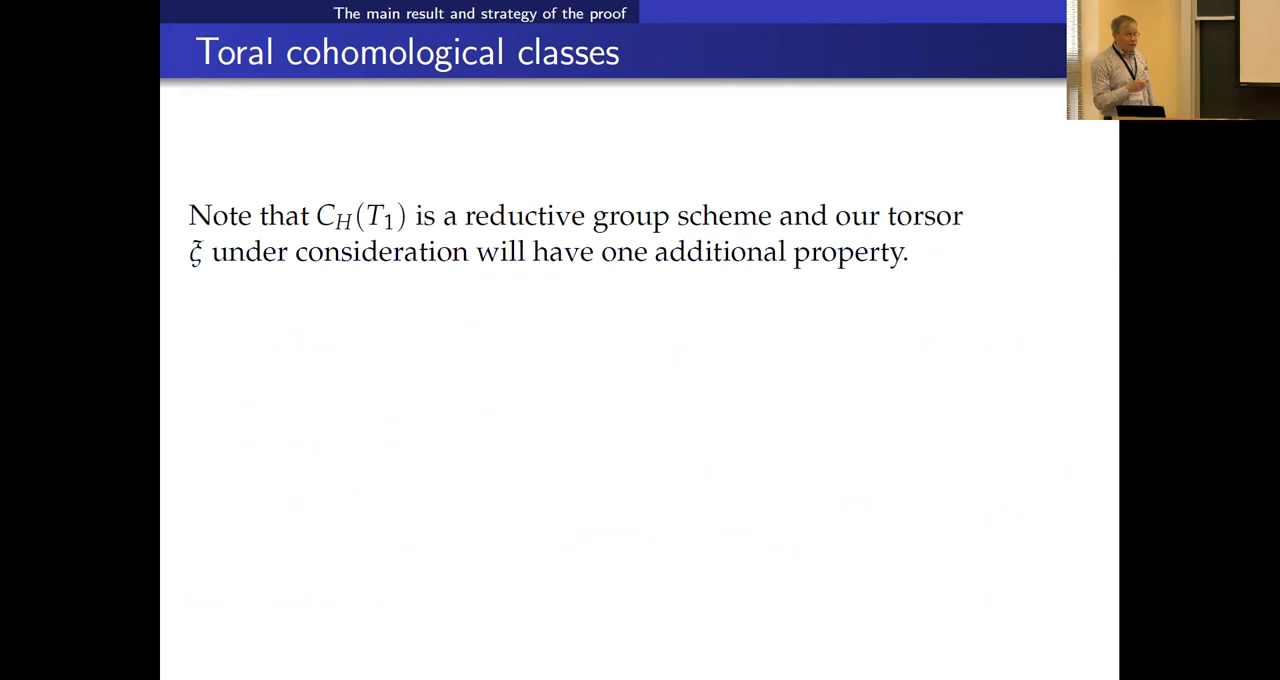 The main result and strategy of the proof
Toral cohomological classes
Note that C_H(T_1) is a reductive group scheme and our torsor
ξ under consideration will have one additional property.